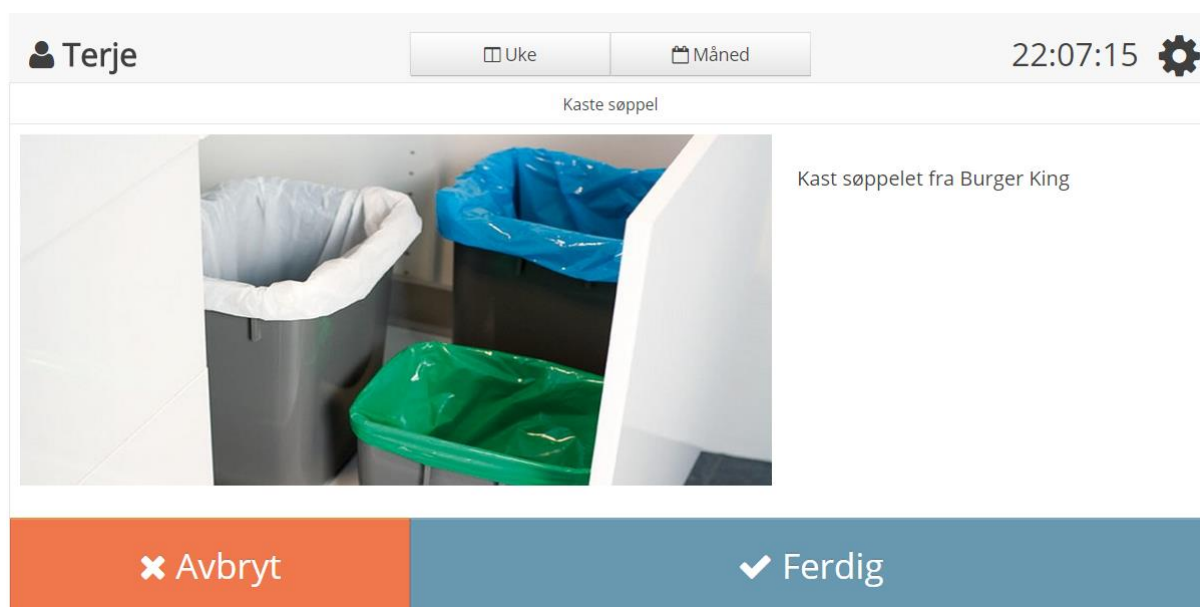 Terje
Uke
Måned
22:07:15
Kaste søppel
Kast søppelet fra Burger King
Avbryt
Ferdig